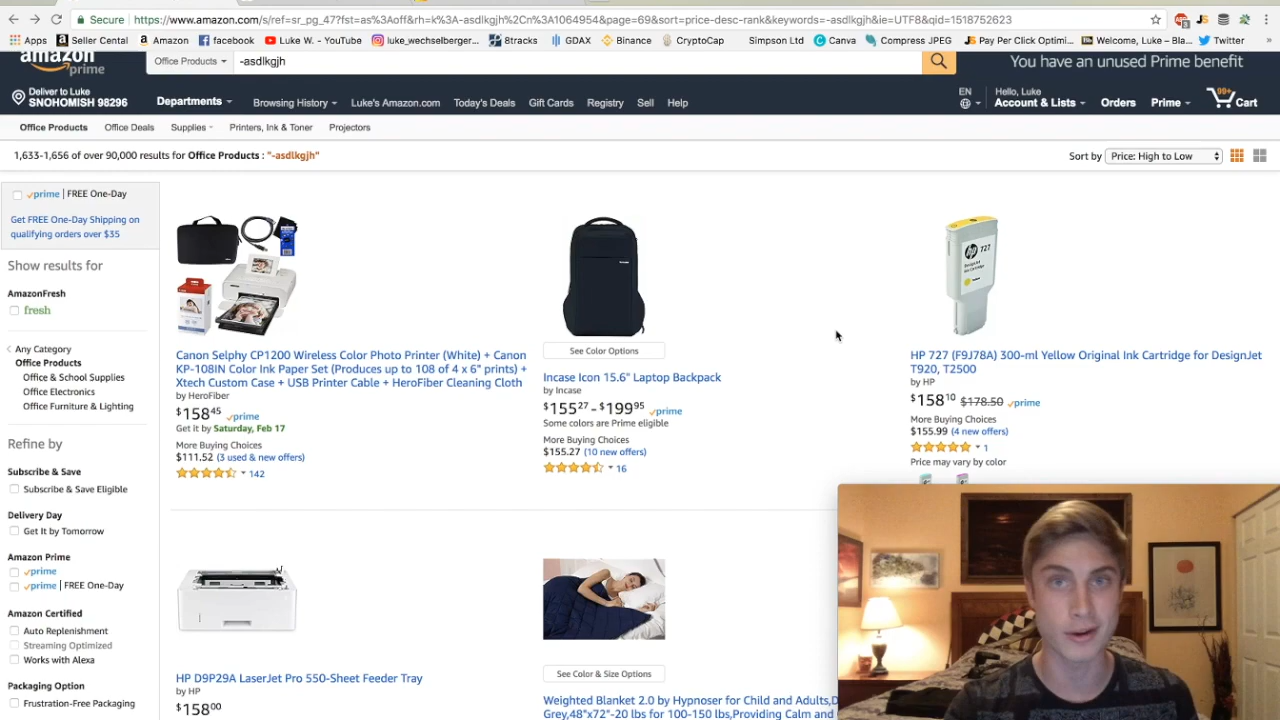 Secure
https://www.amazon.com/s/ref=sr_pg_47?fst=as%3Aoff&rh=k%3A-asdlkgjh%2Cn%3A1064954&page=69&sort=price-desc-rank&keywords=-asdlkgjh&ie=UTF8&qid=1518752623
Apps Seller Cental Amazon facebook Luke W. - YouTube luke_wechselberger... 8tracks GDAX Binance CryptoCap: Simpson Ltd Canva Compress JPEG Pay Per Click Optimi... Welcome, Luke – Bla... Twitter »
amazon
prime
Office Products
-asdlkgjh
You have an unused Prime benefit
Deliver to Luke
SNOHOMISH 98296
Departments Browsing History Luke's Amazon.com Today's Deals Gift Cards Registry Sell Help
EN
Hello, Luke
Account & Lists Orders Prime 99+ Cart
Office Products Office Deals Supplies Printers, Ink & Toner Projectors
1,633-1,656 of over 90,000 results for Office Products : "-asdlkgjh"
Sort by Price: High to Low
prime | FREE One-Day
Get FREE One-Day Shipping on
qualifying orders over $35
Show results for
AmazonFresh
fresh
Any Category
Office Products
Office & School Supplies
Office Electronics
Office Furniture & Lighting
Refine by
Subscribe & Save
Subscribe & Save Eligible
Delivery Day
Get It by Tomorrow
Amazon Prime
prime
prime | FREE One-Day
Amazon Certified
Auto Replenishment
Streaming Optimized
Works with Alexa
Packaging Option
Frustration-Free Packaging
Canon Selphy CP1200 Wireless Color Photo Printer (White) + Canon
KP-108IN Color Ink Paper Set (Produces up to 108 of 4 x 6" prints) +
Xtech Custom Case + USB Printer Cable + HeroFiber Cleaning Cloth
by HeroFiber
$158 45 prime
Get it by Saturday, Feb 17
More Buying Choices
$111.52 (3 used & new offers)
142
See Color Options
Incase Icon 15.6" Laptop Backpack
by Incase
$155 27 - $199 95 prime
Some colors are Prime eligible
More Buying Choices
$155.27 (10 new offers)
16
hp 727
HP 727 (F9J78A) 300-ml Yellow Original Ink Cartridge for DesignJet
T920, T2500
by HP
$158 10 $178.50 prime
More Buying Choices
$155.99 (4 new offers)
1
Price may vary by color
HP D9P29A LaserJet Pro 550-Sheet Feeder Tray
by HP
$158 00
See Color & Size Options
Weighted Blanket 2.0 by Hypnoser for Child and Adults,D
Grey,48"x72"-20 lbs for 100-150 lbs,Providing Calm and